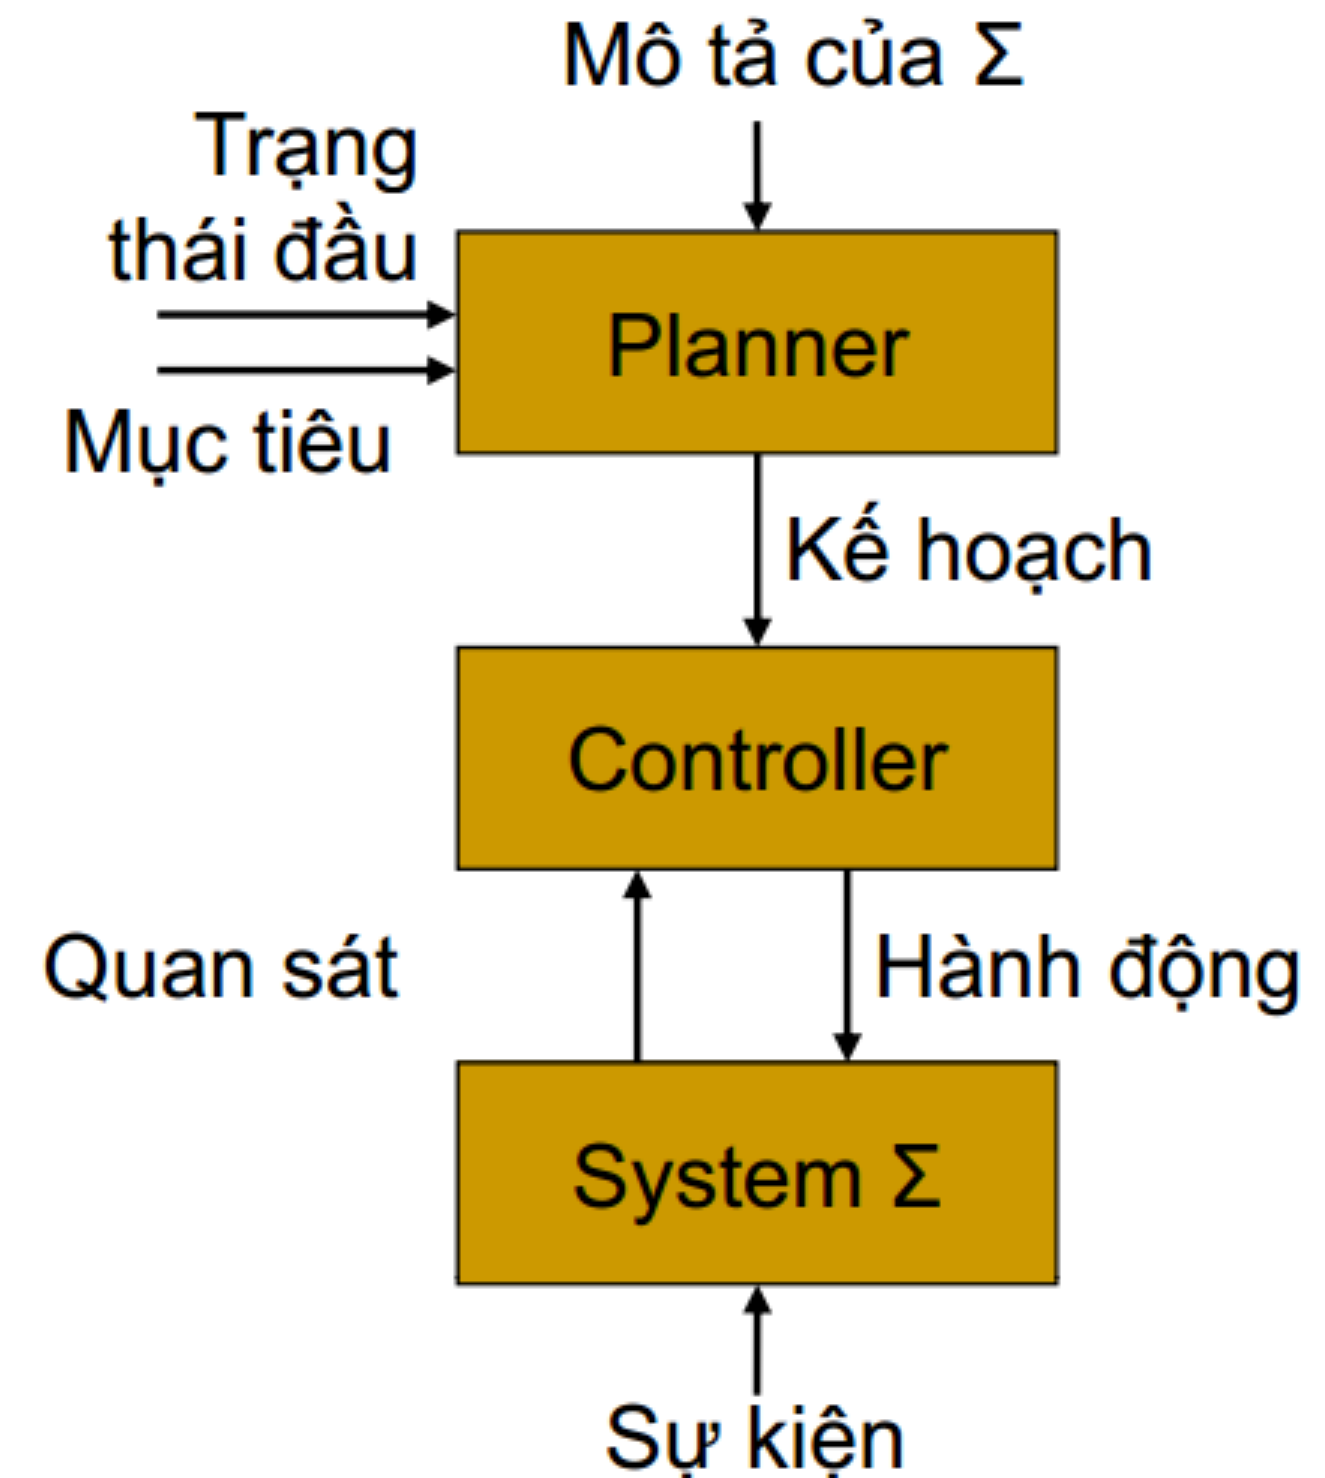 Mô tả của Σ
Trạng
thái đầu
Planner
Mục tiêu
Kế hoạch
Controller
Quan sát
Hành động
System Σ
Sự kiện